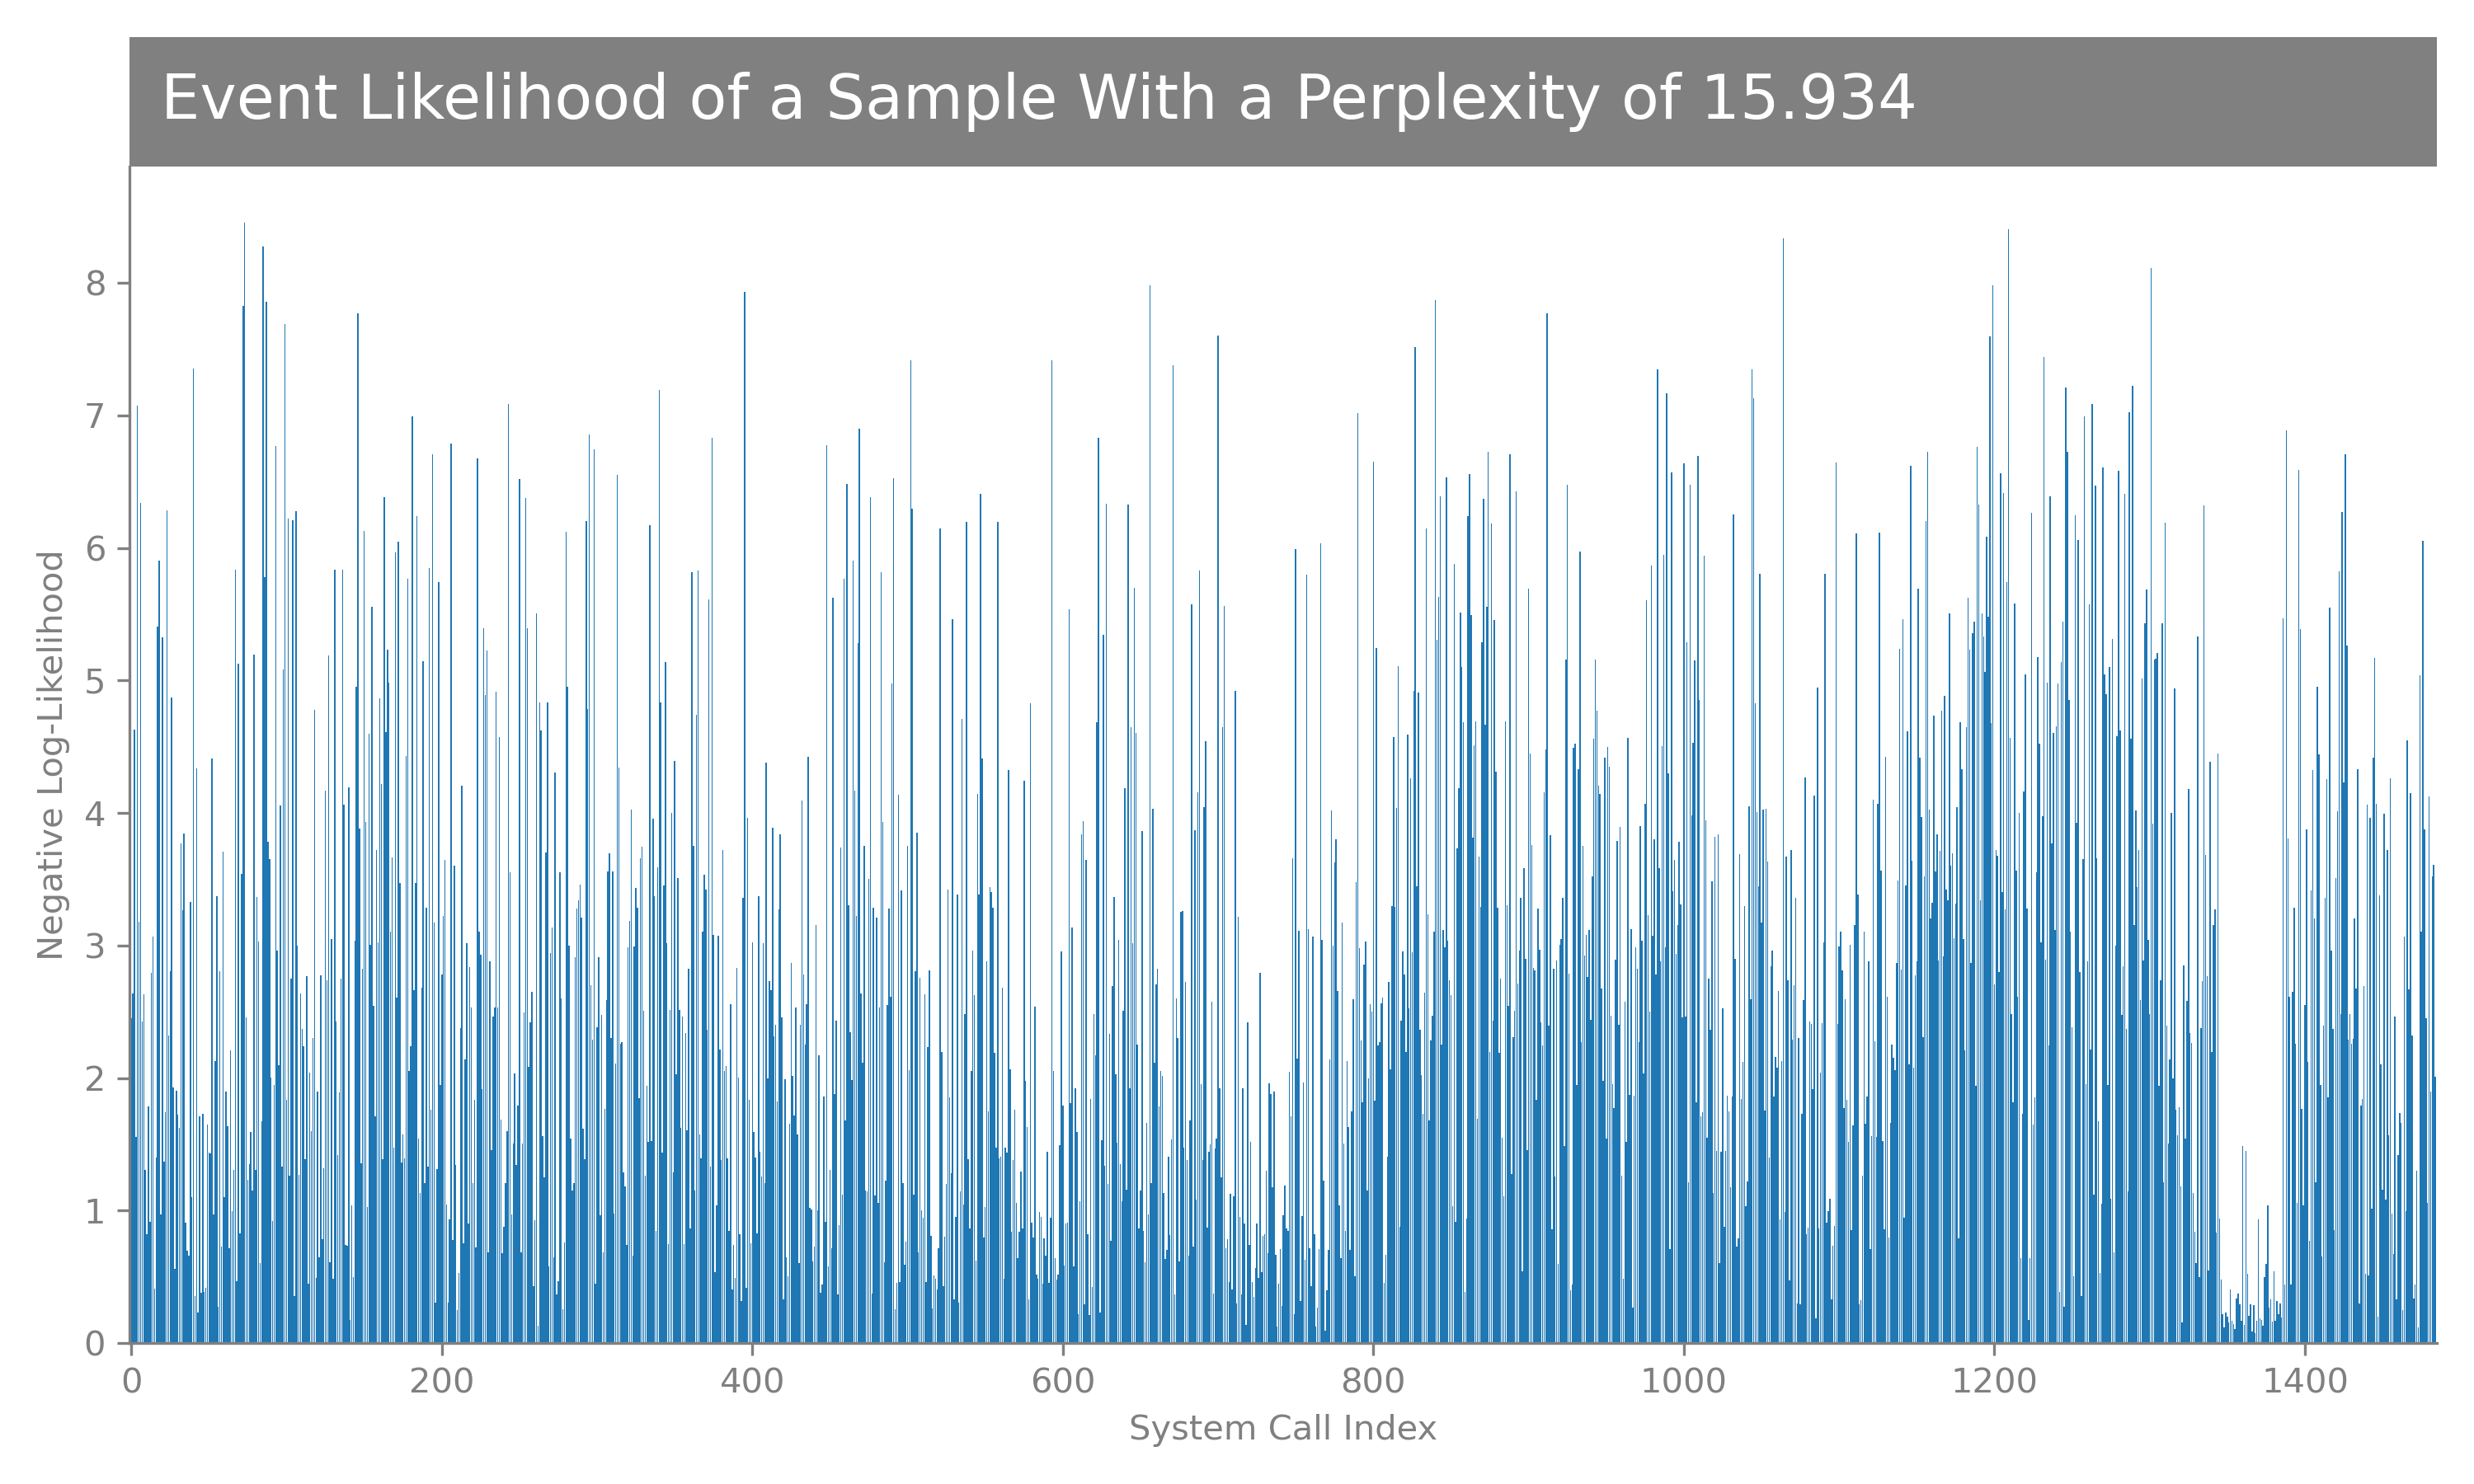 Event Likelihood of a Sample With a Perplexity of 15.934
Negative Log-Likelihood
8
7
6
5
4
3
2
1
0
0 200 400 600 800 1000 1200 1400
System Call Index